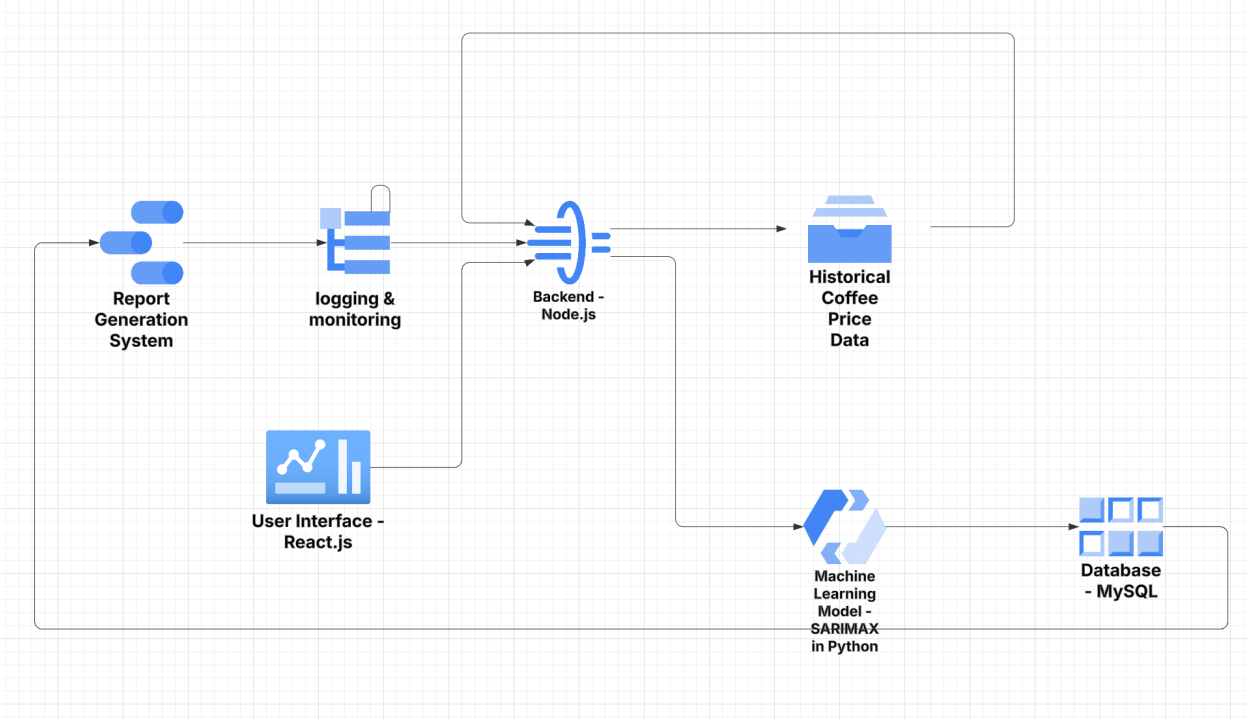 Report
Generation
System
logging &
monitoring
Backend -
Node.js
Historical
Coffee
Price
Data
User Interface -
React.js
Machine
Learning
Model -
SARIMAX
in Python
Database
- MySQL